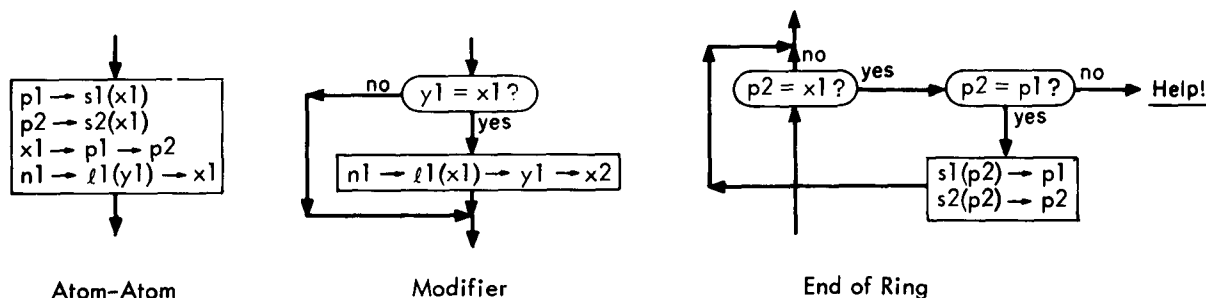 p1 → s1(x1)
p2 → s2(x1)
x1 → p1 → p2
n1 → ℓ1(y1) → x1
Atom-Atom
no
y1 = x1?
yes
n1 → ℓ1(x1) → y1 → x2
Modifier
no
p2 = x1?
yes
p2 = p1?
no
Help!
yes
s1(p2) → p1
s2(p2) → p2
End of Ring